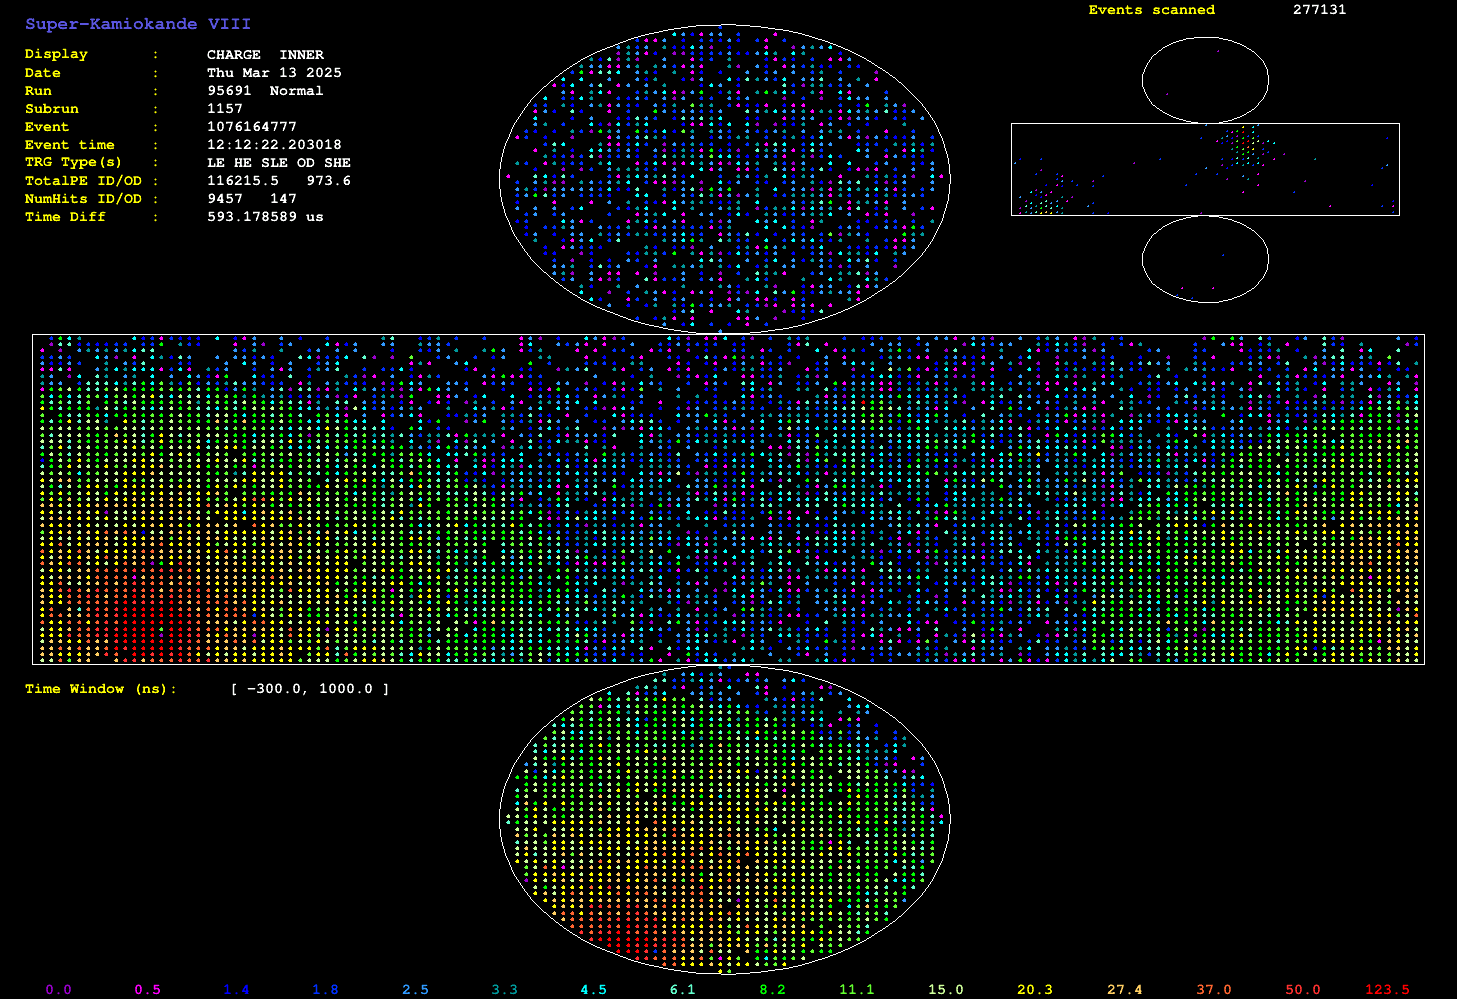 Super-Kamiokande VIII
Events scanned 277131
Display : CHARGE INNER
Date : Thu Mar 13 2025
Run : 95691 Normal
Subrun : 1157
Event : 1076164777
Event time : 12:12:22.203018
TRG Type(s) : LE HE SLE OD SHE
TotalPE ID/OD : 116215.5 973.6
NumHits ID/OD : 9457 147
Time Diff : 593.178589 us
Time Window (ns): [ -300.0, 1000.0 ]
0.0 0.5 1.4 1.8 2.5 3.3 4.5 6.1 8.2 11.1 15.0 20.3 27.4 37.0 50.0 123.5